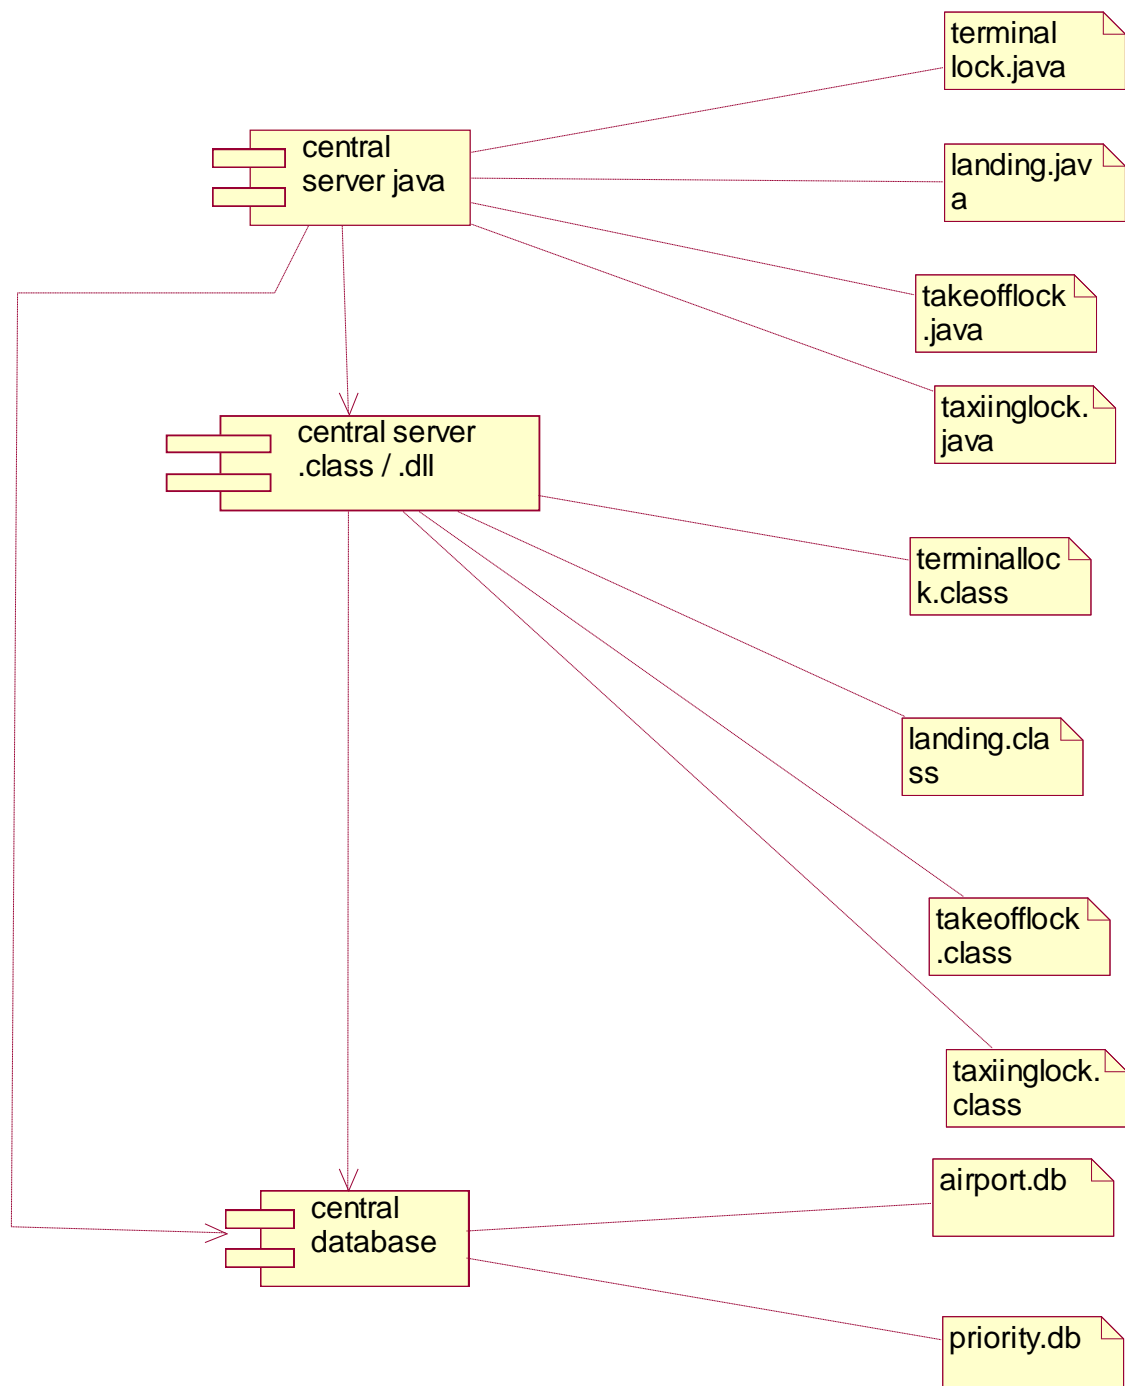 terminal
lock.java
central
server java
landing.jav
a
takeofflock
.java
taxiinglock.
java
central server
.class / .dll
terminalloc
k.class
landing.cla
ss
takeofflock
.class
taxiinglock.
class
airport.db
central
database
priority.db